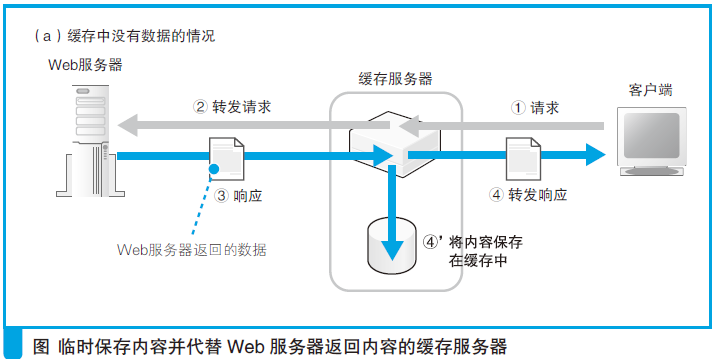 （a）缓存中没有数据的情况
Web服务器
缓存服务器
客户端
② 转发请求
① 请求
③ 响应
④ 转发响应
Web服务器返回的数据
④’ 将内容保存
在缓存中
图 临时保存内容并代替 Web 服务器返回内容的缓存服务器